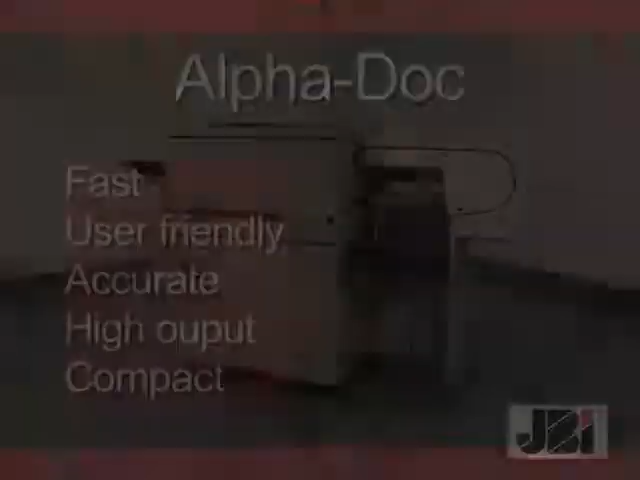 Alpha-Doc
Fast
User friendly
Accurate
High ouput
Compact
JBi